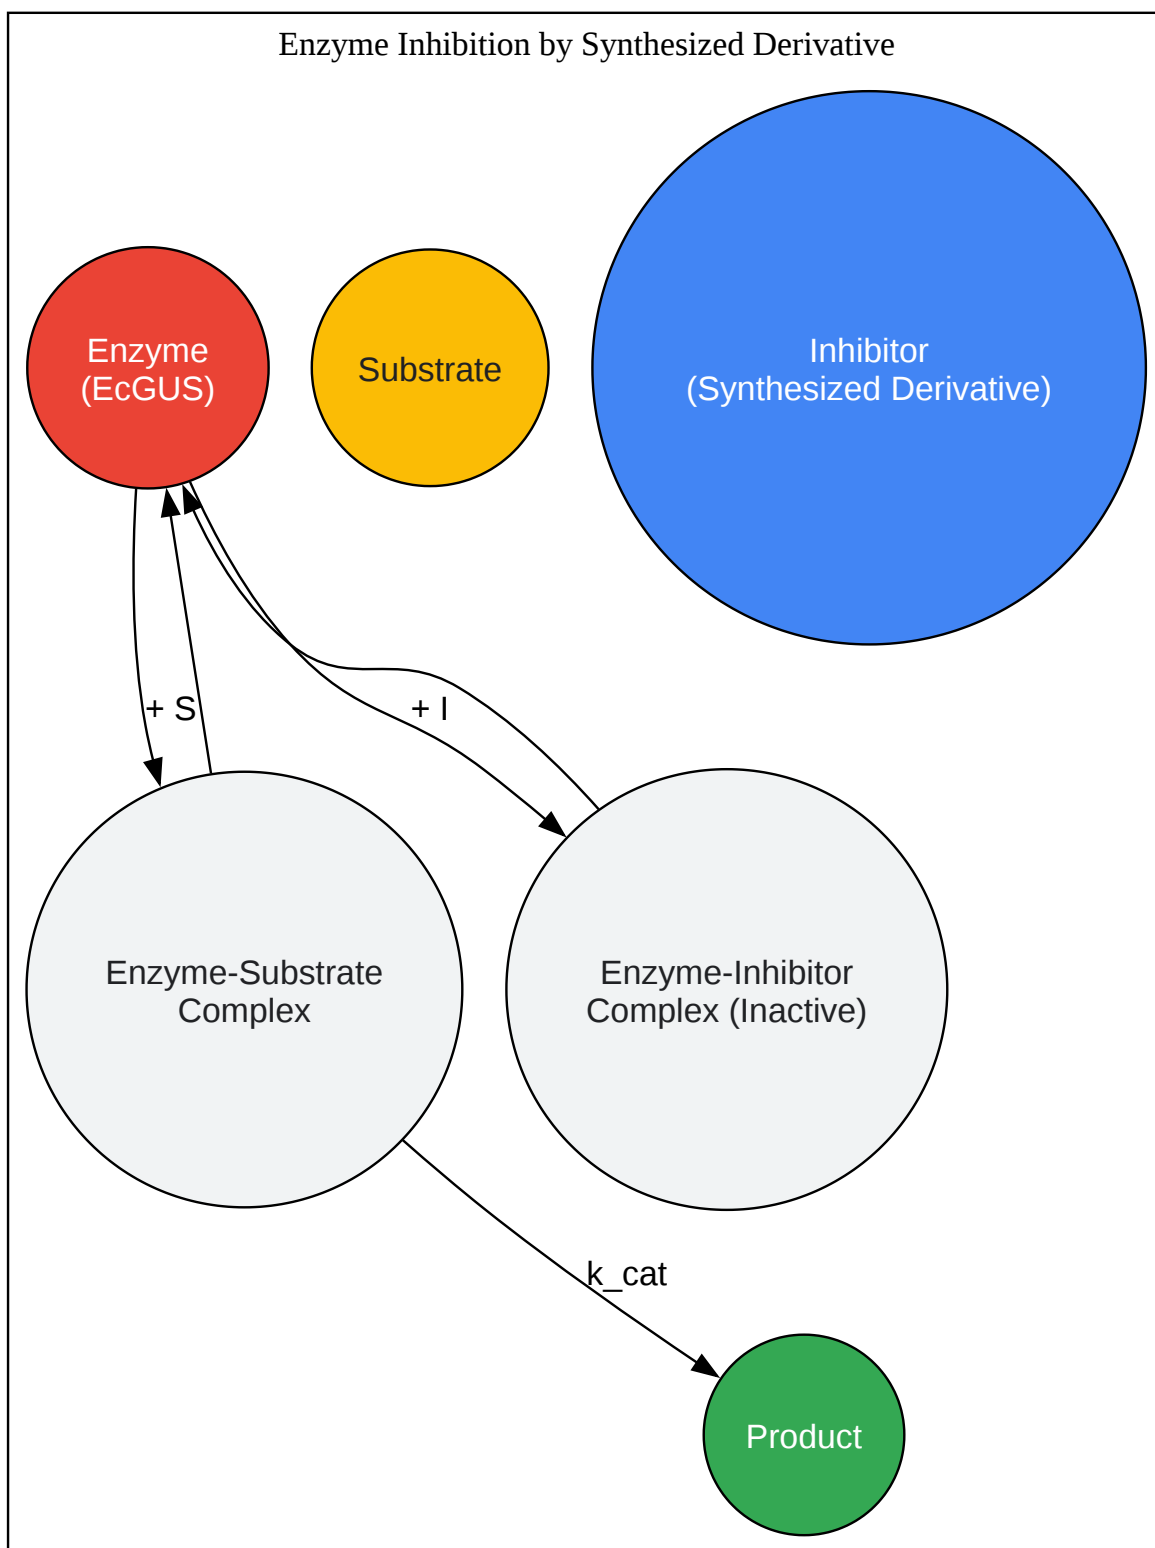 Enzyme Inhibition by Synthesized Derivative
Enzyme
(EcGUS)
Substrate
Inhibitor
(Synthesized Derivative)
+ S
+ I
Enzyme-Substrate
Complex
Enzyme-Inhibitor
Complex (Inactive)
k_cat
Product